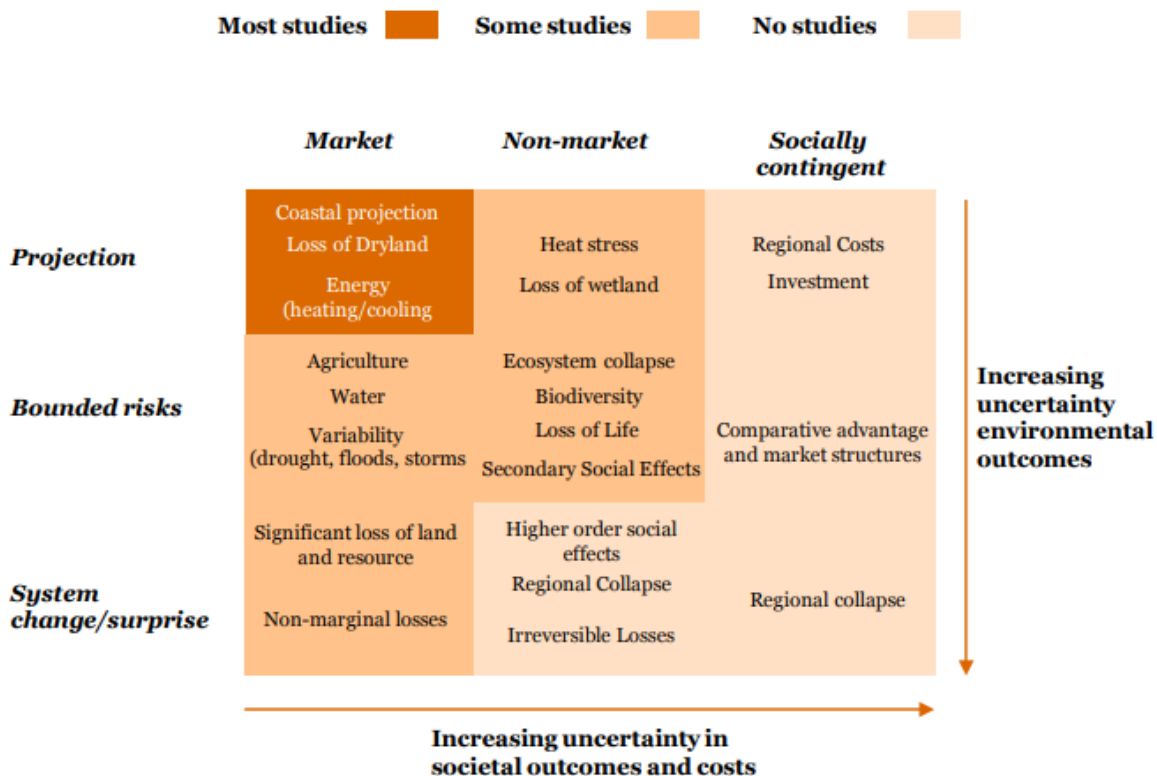 Most studies
Some studies
No studies
Market
Non-market
Socially
contingent
Projection
Coastal projection
Loss of Dryland
Energy
(heating/cooling
Heat stress
Loss of wetland
Regional Costs
Investment
Bounded risks
Agriculture
Water
Variability
(drought, floods, storms
Ecosystem collapse
Biodiversity
Loss of Life
Secondary Social Effects
Comparative advantage
and market structures
System
change/surprise
Significant loss of land
and resource
Non-marginal losses
Higher order social
effects
Regional Collapse
Irreversible Losses
Regional collapse
Increasing
uncertainty
environmental
outcomes
Increasing uncertainty in
societal outcomes and costs